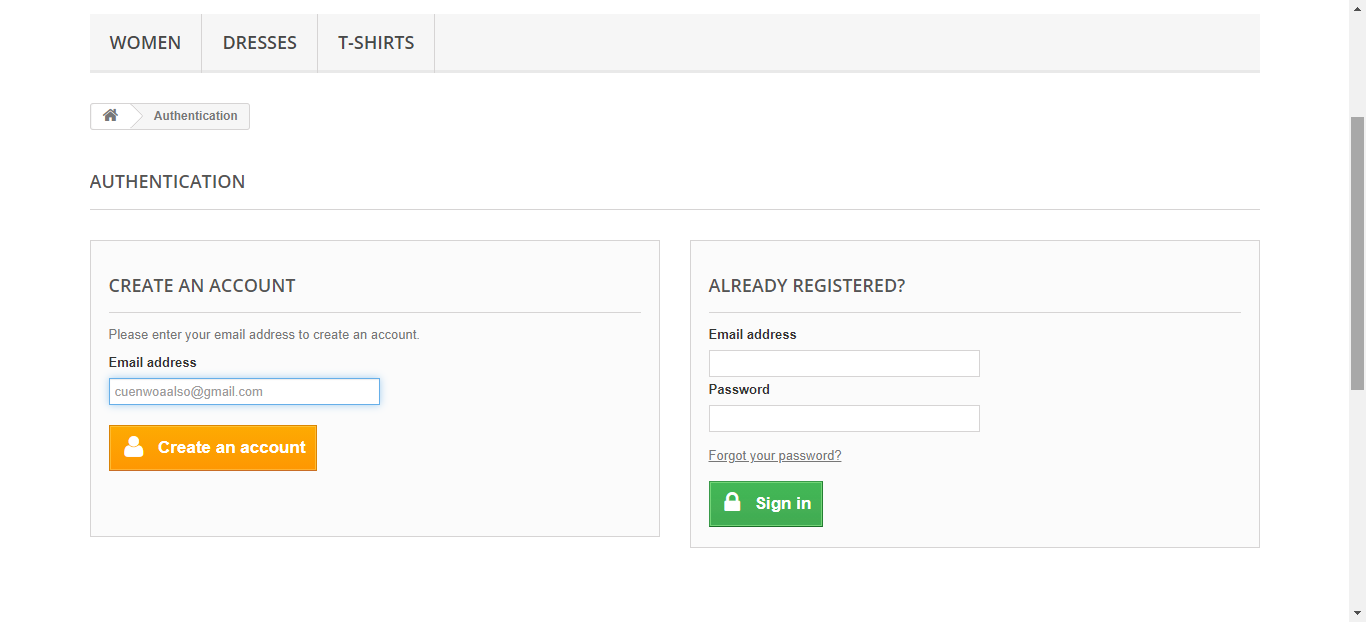 WOMEN DRESSES T-SHIRTS
Authentication
AUTHENTICATION
CREATE AN ACCOUNT
Please enter your email address to create an account.
Email address
cuenwoaalso@gmail.com
Create an account
ALREADY REGISTERED?
Email address
Password
Forgot your password?
Sign in